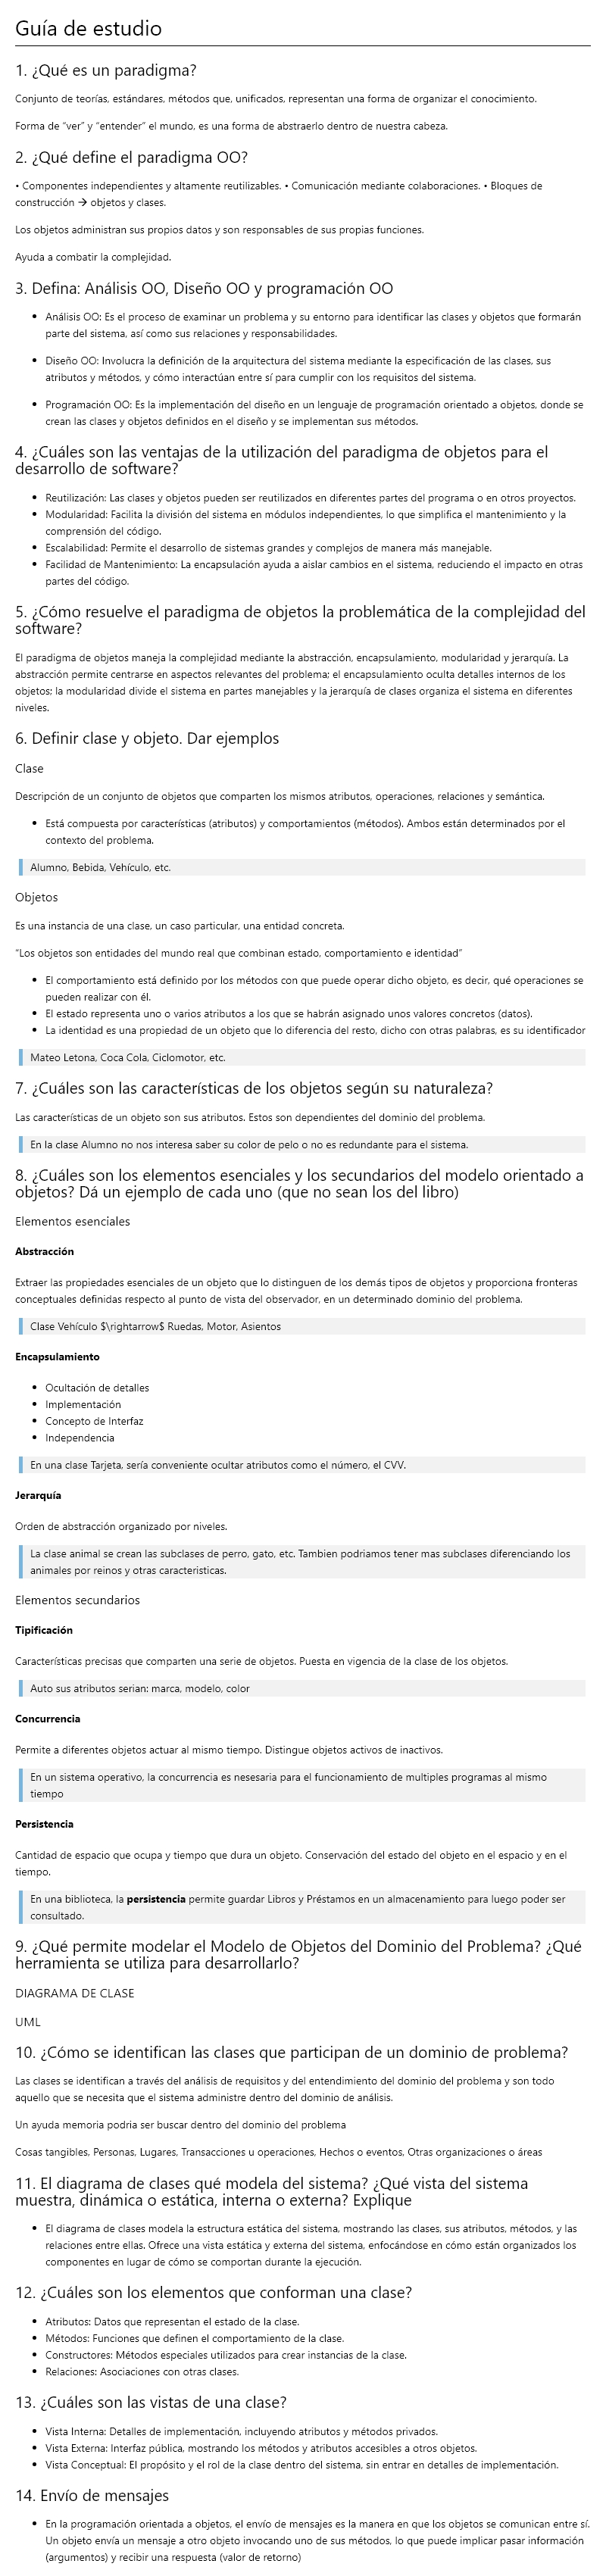 Guía de estudio
1. ¿Qué es un paradigma?
Conjunto de teorías, estándares, métodos que, unificados, representan una forma de organizar el conocimiento.
Forma de “ver” y “entender” el mundo, es una forma de abstraerlo dentro de nuestra cabeza.
2. ¿Qué define el paradigma OO?
• Componentes independientes y altamente reutilizables. • Comunicación mediante colaboraciones. • Bloques de
construcción → objetos y clases.
Los objetos administran sus propios datos y son responsables de sus propias funciones.
Ayuda a combatir la complejidad.
3. Defina: Análisis OO, Diseño OO y programación OO
• Análisis OO: Es el proceso de examinar un problema y su entorno para identificar las clases y objetos que formarán
parte del sistema, así como sus relaciones y responsabilidades.
• Diseño OO: Involucra la definición de la arquitectura del sistema mediante la especificación de las clases, sus
atributos y métodos, y cómo interactúan entre sí para cumplir con los requisitos del sistema.
• Programación OO: Es la implementación del diseño en un lenguaje de programación orientado a objetos, donde se
crean las clases y objetos definidos en el diseño y se implementan sus métodos.
4. ¿Cuáles son las ventajas de la utilización del paradigma de objetos para el
desarrollo de software?
• Reutilización: Las clases y objetos pueden ser reutilizados en diferentes partes del programa o en otros proyectos.
• Modularidad: Facilita la división del sistema en módulos independientes, lo que simplifica el mantenimiento y la
comprensión del código.
• Escalabilidad: Permite el desarrollo de sistemas grandes y complejos de manera más manejable.
• Facilidad de Mantenimiento: La encapsulación ayuda a aislar cambios en el sistema, reduciendo el impacto en otras
partes del código.
5. ¿Cómo resuelve el paradigma de objetos la problemática de la complejidad del
software?
El paradigma de objetos maneja la complejidad mediante la abstracción, encapsulamiento, modularidad y jerarquía. La
abstracción permite centrarse en aspectos relevantes del problema; el encapsulamiento oculta detalles internos de los
objetos; la modularidad divide el sistema en partes manejables y la jerarquía de clases organiza el sistema en diferentes
niveles.
6. Definir clase y objeto. Dar ejemplos
Clase
Descripción de un conjunto de objetos que comparten los mismos atributos, operaciones, relaciones y semántica.
• Está compuesta por características (atributos) y comportamientos (métodos). Ambos están determinados por el
contexto del problema.
Alumno, Bebida, Vehículo, etc.
Objetos
Es una instancia de una clase, un caso particular, una entidad concreta.
“Los objetos son entidades del mundo real que combinan estado, comportamiento e identidad”
• El comportamiento está definido por los métodos con que puede operar dicho objeto, es decir, qué operaciones se
pueden realizar con él.
• El estado representa uno o varios atributos a los que se habrán asignado unos valores concretos (datos).
• La identidad es una propiedad de un objeto que lo diferencia del resto, dicho con otras palabras, es su identificador
Mateo Letona, Coca Cola, Ciclomotor, etc.
7. ¿Cuáles son las características de los objetos según su naturaleza?
Las características de un objeto son sus atributos. Estos son dependientes del dominio del problema.
En la clase Alumno no nos interesa saber su color de pelo o no es redundante para el sistema.
8. ¿Cuáles son los elementos esenciales y los secundarios del modelo orientado a
objetos? Dá un ejemplo de cada uno (que no sean los del libro)
Elementos esenciales
Abstracción
Extraer las propiedades esenciales de un objeto que lo distinguen de los demás tipos de objetos y proporciona fronteras
conceptuales definidas respecto al punto de vista del observador, en un determinado dominio del problema.
Clase Vehículo $\rightarrow$ Ruedas, Motor, Asientos
Encapsulamiento
• Ocultación de detalles
• Implementación
• Concepto de Interfaz
• Independencia
En una clase Tarjeta, sería conveniente ocultar atributos como el número, el CVV.
Jerarquía
Orden de abstracción organizado por niveles.
La clase animal se crean las subclases de perro, gato, etc. Tambien podriamos tener mas subclases diferenciando los
animales por reinos y otras caracteristicas.
Elementos secundarios
Tipificación
Características precisas que comparten una serie de objetos. Puesta en vigencia de la clase de los objetos.
Auto sus atributos serian: marca, modelo, color
Concurrencia
Permite a diferentes objetos actuar al mismo tiempo. Distingue objetos activos de inactivos.
En un sistema operativo, la concurrencia es nesesaria para el funcionamiento de multiples programas al mismo
tiempo
Persistencia
Cantidad de espacio que ocupa y tiempo que dura un objeto. Conservación del estado del objeto en el espacio y en el
tiempo.
En una biblioteca, la persistencia permite guardar Libros y Préstamos en un almacenamiento para luego poder ser
consultado.
9. ¿Qué permite modelar el Modelo de Objetos del Dominio del Problema? ¿Qué
herramienta se utiliza para desarrollarlo?
DIAGRAMA DE CLASE
UML
10. ¿Cómo se identifican las clases que participan de un dominio de problema?
Las clases se identifican a través del análisis de requisitos y del entendimiento del dominio del problema y son todo
aquello que se necesita que el sistema administre dentro del dominio de análisis.
Un ayuda memoria podria ser buscar dentro del dominio del problema
Cosas tangibles, Personas, Lugares, Transacciones u operaciones, Hechos o eventos, Otras organizaciones o áreas
11. El diagrama de clases qué modela del sistema? ¿Qué vista del sistema
muestra, dinámica o estática, interna o externa? Explique
• El diagrama de clases modela la estructura estática del sistema, mostrando las clases, sus atributos, métodos, y las
relaciones entre ellas. Ofrece una vista estática y externa del sistema, enfocándose en cómo están organizados los
componentes en lugar de cómo se comportan durante la ejecución.
12. ¿Cuáles son los elementos que conforman una clase?
• Atributos: Datos que representan el estado de la clase.
• Métodos: Funciones que definen el comportamiento de la clase.
• Constructores: Métodos especiales utilizados para crear instancias de la clase.
• Relaciones: Asociaciones con otras clases.
13. ¿Cuáles son las vistas de una clase?
• Vista Interna: Detalles de implementación, incluyendo atributos y métodos privados.
• Vista Externa: Interfaz pública, mostrando los métodos y atributos accesibles a otros objetos.
• Vista Conceptual: El propósito y el rol de la clase dentro del sistema, sin entrar en detalles de implementación.
14. Envío de mensajes
• En la programación orientada a objetos, el envío de mensajes es la manera en que los objetos se comunican entre sí.
Un objeto envía un mensaje a otro objeto invocando uno de sus métodos, lo que puede implicar pasar información
(argumentos) y recibir una respuesta (valor de retorno)